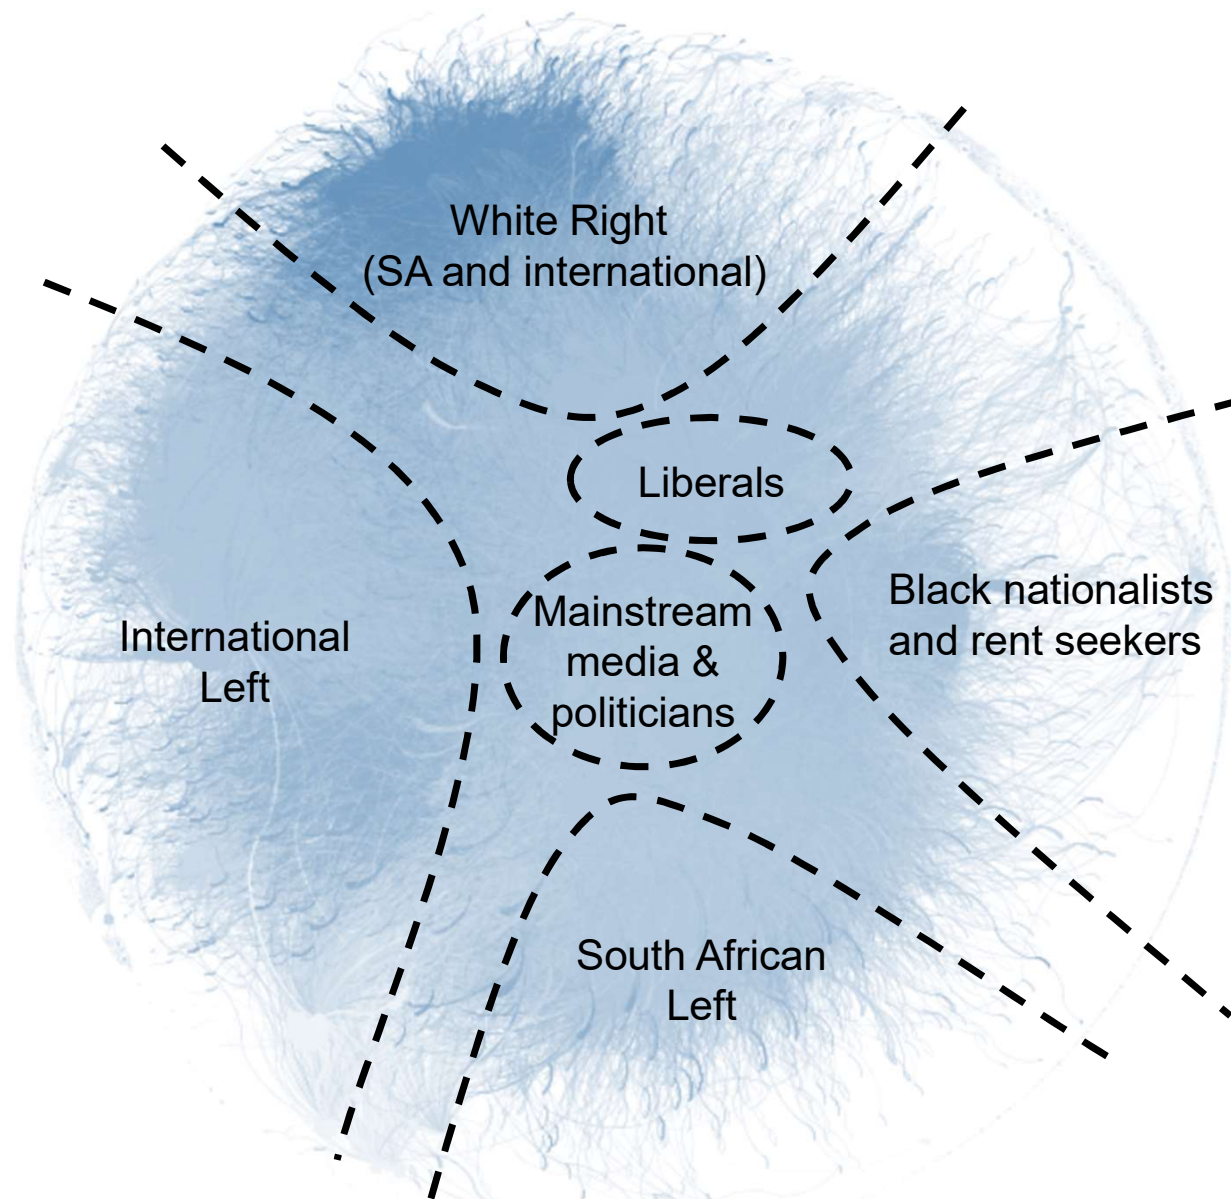 White Right
(SA and international)
Liberals
Mainstream
media &
politicians
Black nationalists
and rent seekers
International
Left
South African
Left